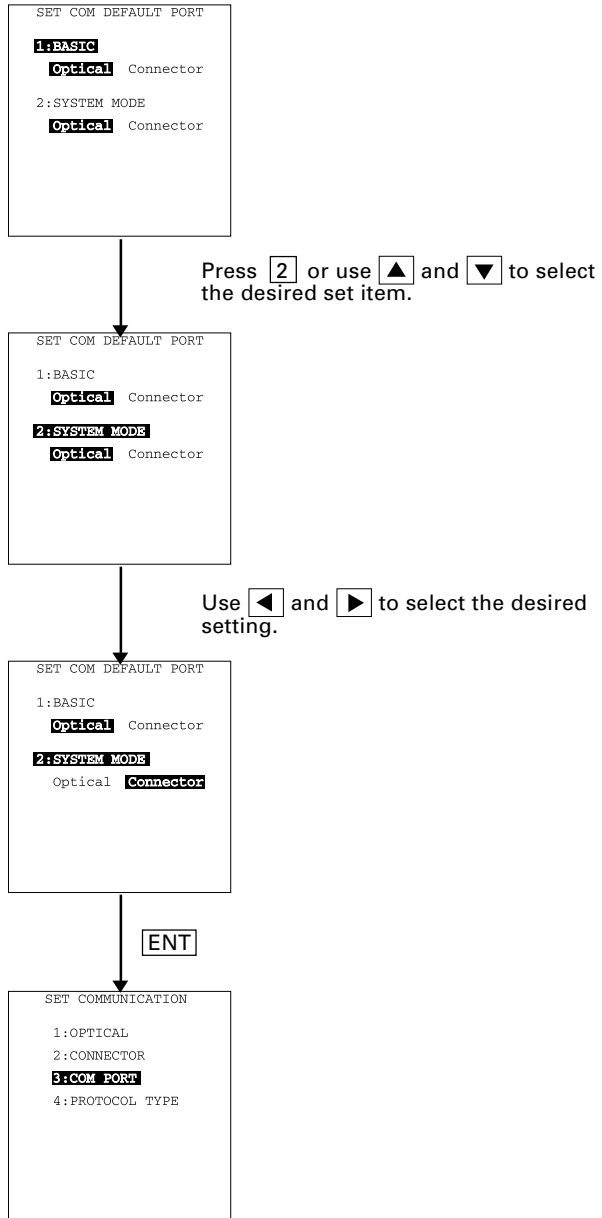 SET COM DEFAULT PORT
1:BASIC
Optical Connector
2:SYSTEM MODE
Optical Connector
Press 2 or use ▲ and ▼ to select
the desired set item.
SET COM DEFAULT PORT
1:BASIC
Optical Connector
2:SYSTEM MODE
Optical Connector
Use ◀ and ▶ to select the desired
setting.
SET COM DEFAULT PORT
1:BASIC
Optical Connector
2:SYSTEM MODE
Optical Connector
ENT
SET COMMUNICATION
1:OPTICAL
2:CONNECTOR
3:COM PORT
4:PROTOCOL TYPE